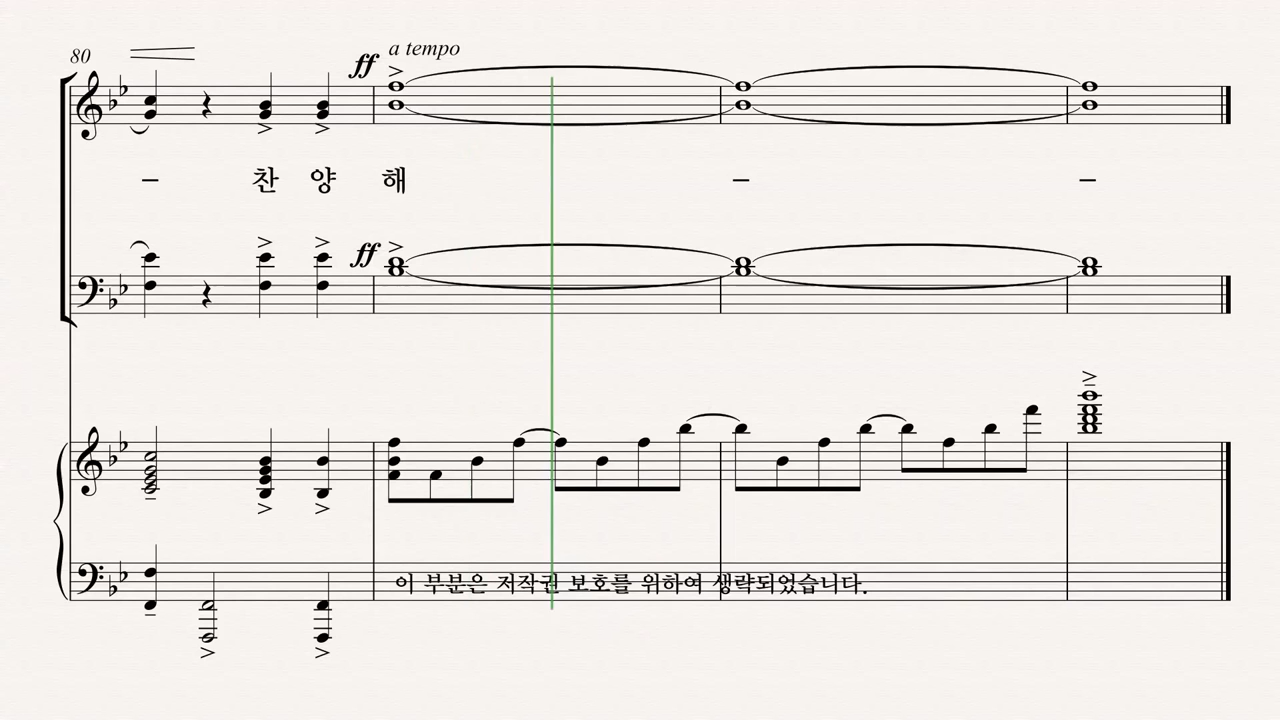 80
ff a tempo
– 찬 양 해 – –
ff
이 부분은 저작권 보호를 위하여 생략되었습니다.